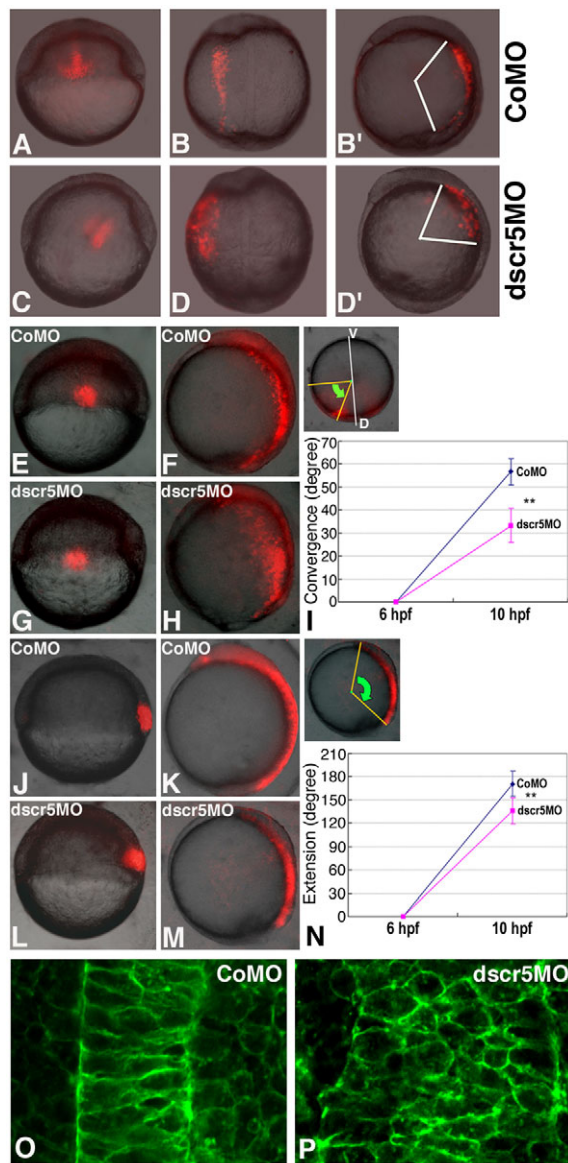 A
B
B'
CoMO
C
D
D'
dscr5MO
CoMO
E
CoMO
F
V
D
dscr5MO
G
dscr5MO
H
Convergence (degree)
70
60
50
40
30
20
10
0
CoMO
**
dscr5MO
6 hpf
10 hpf
I
CoMO
J
CoMO
K
dscr5MO
L
dscr5MO
M
Extension (degree)
210
180
150
120
90
60
30
0
CoMO
**
dscr5MO
6 hpf
10 hpf
N
CoMO
O
dscr5MO
P